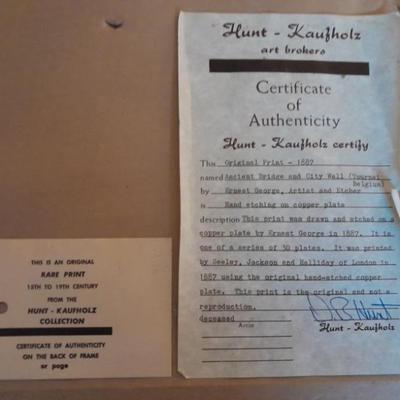 Hunt - Kaufholz
art brokers
Certificate
of
Authenticity
Hunt - Kaufholz certify
This Original Print - 1887
named Ancient Bridge and City Wall (Tournai
Belgium)
by Ernest George, Artist and Etcher
is Hand etching on copper plate
description This print was drawn and etched on a
copper plate by Ernest George in 1887. It is
one of a series of 30 plates. It was printed
by Seeley, Jackson and Halliday of London in
1887 using the original hand-etched copper
plate. This print is the original and not a
reproduction.
deceased
Artist
Hunt - Kaufholz
THIS IS AN ORIGINAL
RARE PRINT
15TH TO 19TH CENTURY
FROM THE
HUNT - KAUFHOLZ
COLLECTION
CERTIFICATE OF AUTHENTICITY
ON THE BACK OF FRAME
or page